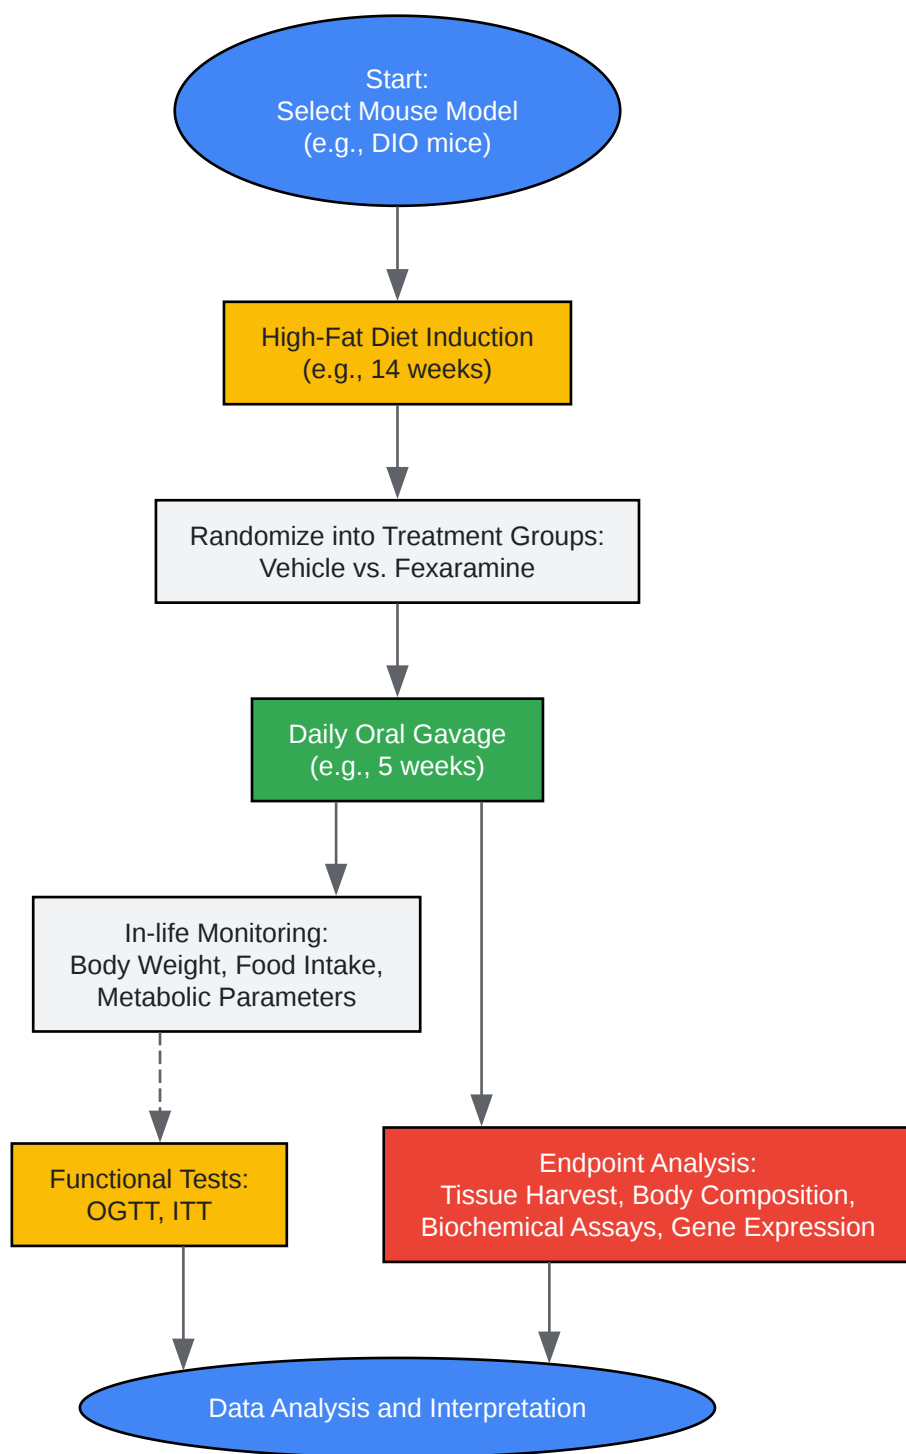 Start:
Select Mouse Model
(e.g., DIO mice)
High-Fat Diet Induction
(e.g., 14 weeks)
Randomize into Treatment Groups:
Vehicle vs. Fexaramine
Daily Oral Gavage
(e.g., 5 weeks)
In-life Monitoring:
Body Weight, Food Intake,
Metabolic Parameters
Functional Tests:
OGTT, ITT
Endpoint Analysis:
Tissue Harvest, Body Composition,
Biochemical Assays, Gene Expression
Data Analysis and Interpretation